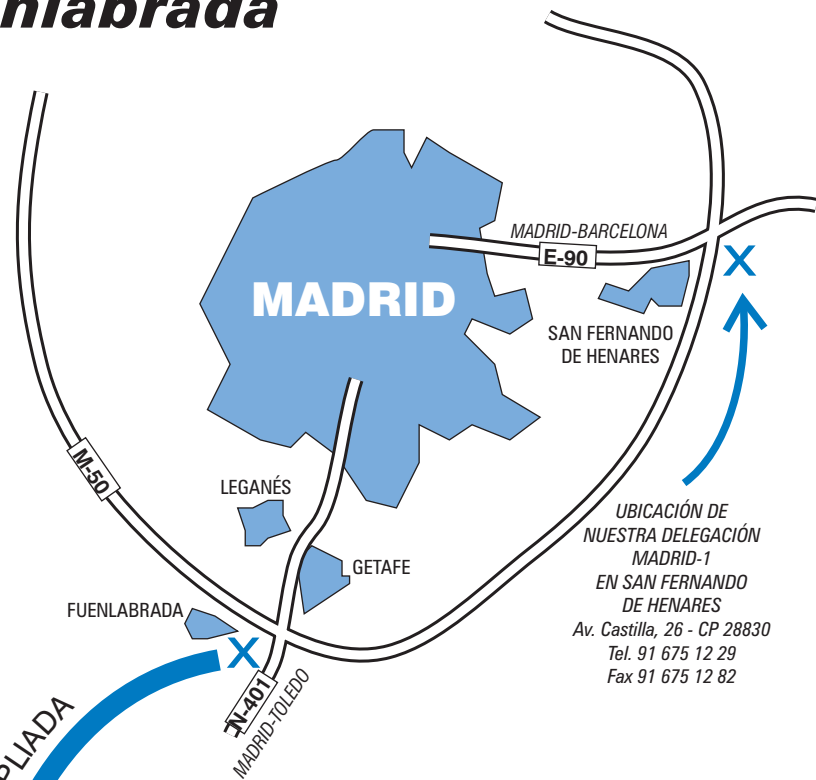 MADRID-BARCELONA
E-90
MADRID
SAN FERNANDO
DE HENARES
M-50
LEGANÉS
GETAFE
FUENLABRADA
N-401
MADRID-TOLEDO
UBICACIÓN DE
NUESTRA DELEGACIÓN
MADRID-1
EN SAN FERNANDO
DE HENARES
Av. Castilla, 26 - CP 28830
Tel. 91 675 12 29
Fax 91 675 12 82